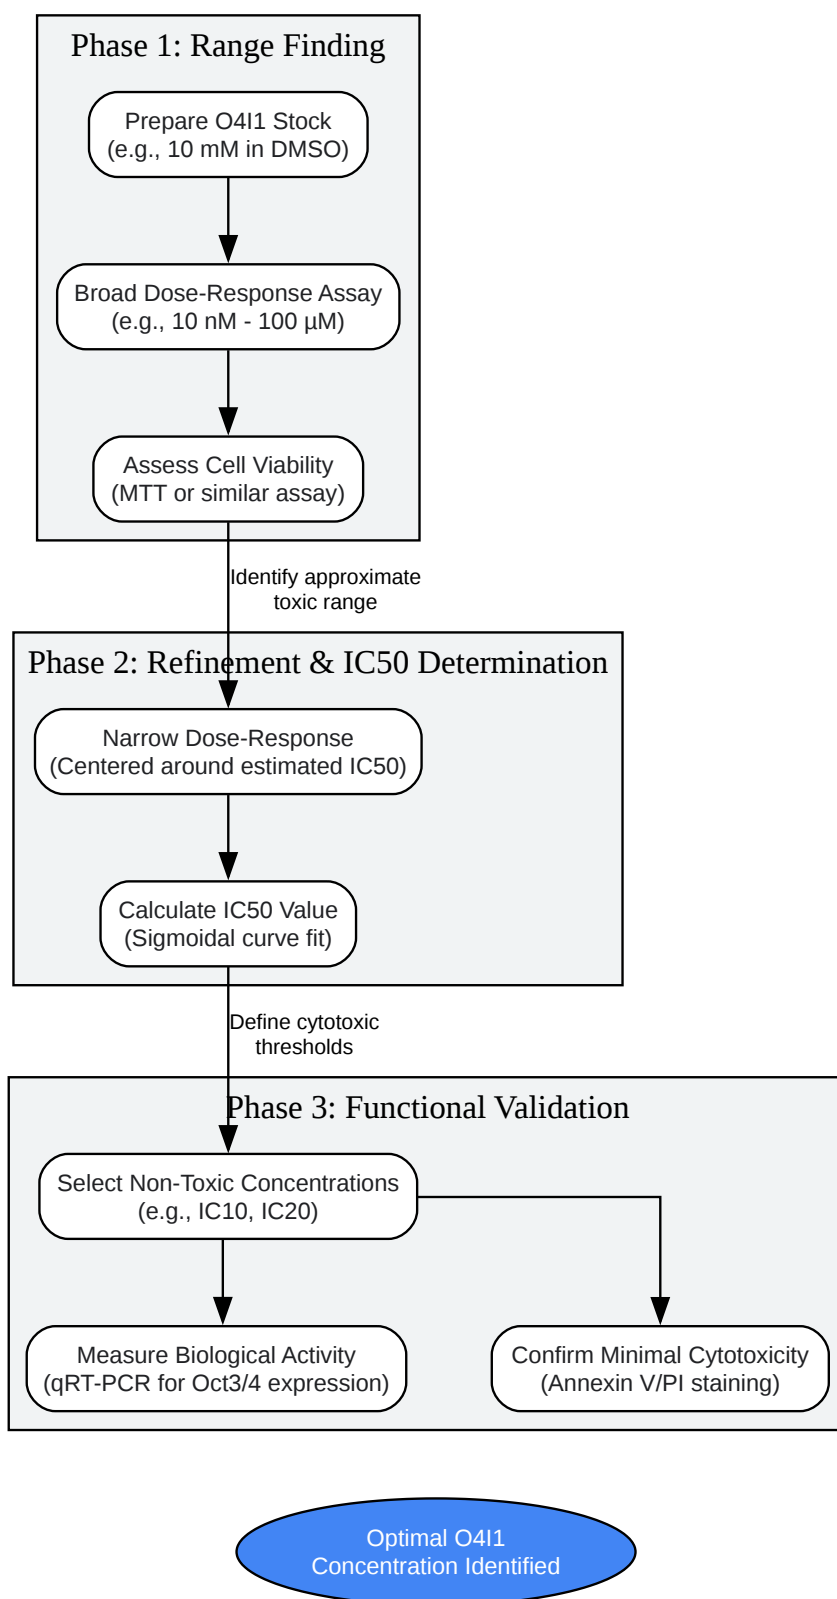 Phase 1: Range Finding
Prepare O4I1 Stock
(e.g., 10 mM in DMSO)
Broad Dose-Response Assay
(e.g., 10 nM - 100 µM)
Assess Cell Viability
(MTT or similar assay)
Identify approximate
toxic range
Phase 2: Refinement & IC50 Determination
Narrow Dose-Response
(Centered around estimated IC50)
Calculate IC50 Value
(Sigmoidal curve fit)
Define cytotoxic
thresholds
Phase 3: Functional Validation
Select Non-Toxic Concentrations
(e.g., IC10, IC20)
Measure Biological Activity
(qRT-PCR for Oct3/4 expression)
Confirm Minimal Cytotoxicity
(Annexin V/PI staining)
Optimal O4I1
Concentration Identified